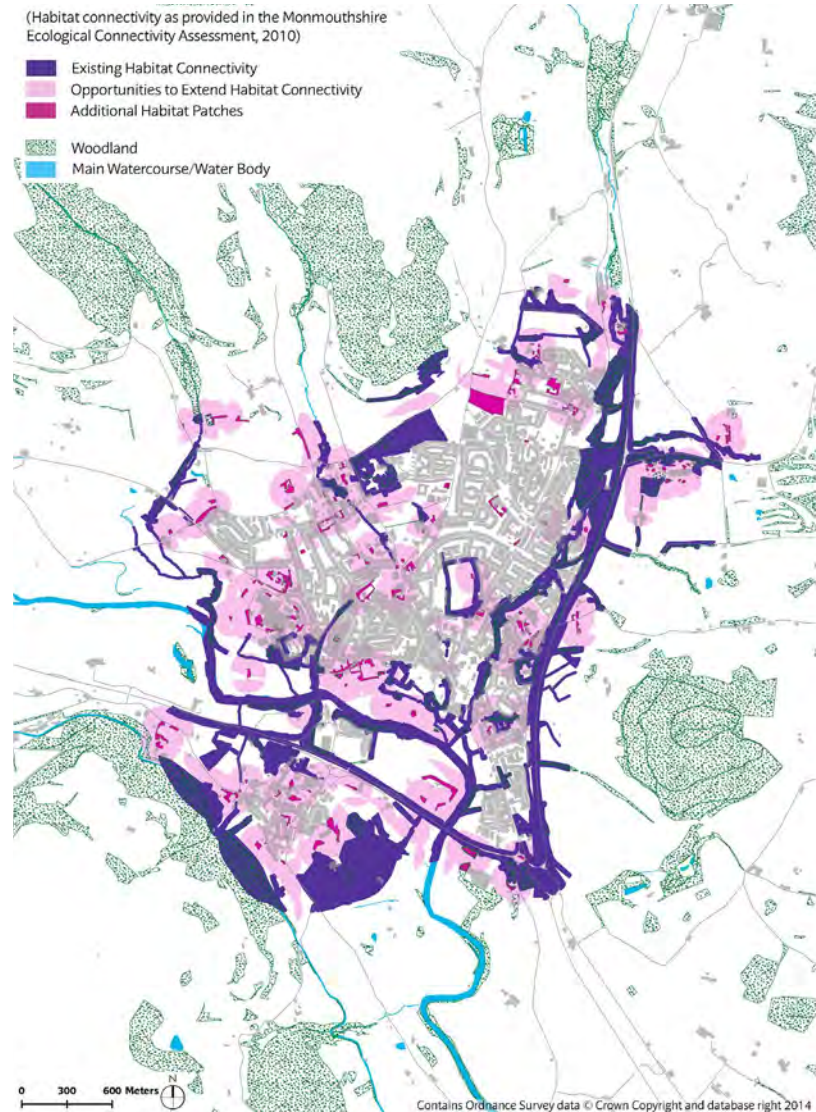 (Habitat connectivity as provided in the Monmouthshire
Ecological Connectivity Assessment, 2010)
Existing Habitat Connectivity
Opportunities to Extend Habitat Connectivity
Additional Habitat Patches
Woodland
Main Watercourse/Water Body
0 300 600 Meters
N
Contains Ordnance Survey data © Crown Copyright and database right 2014